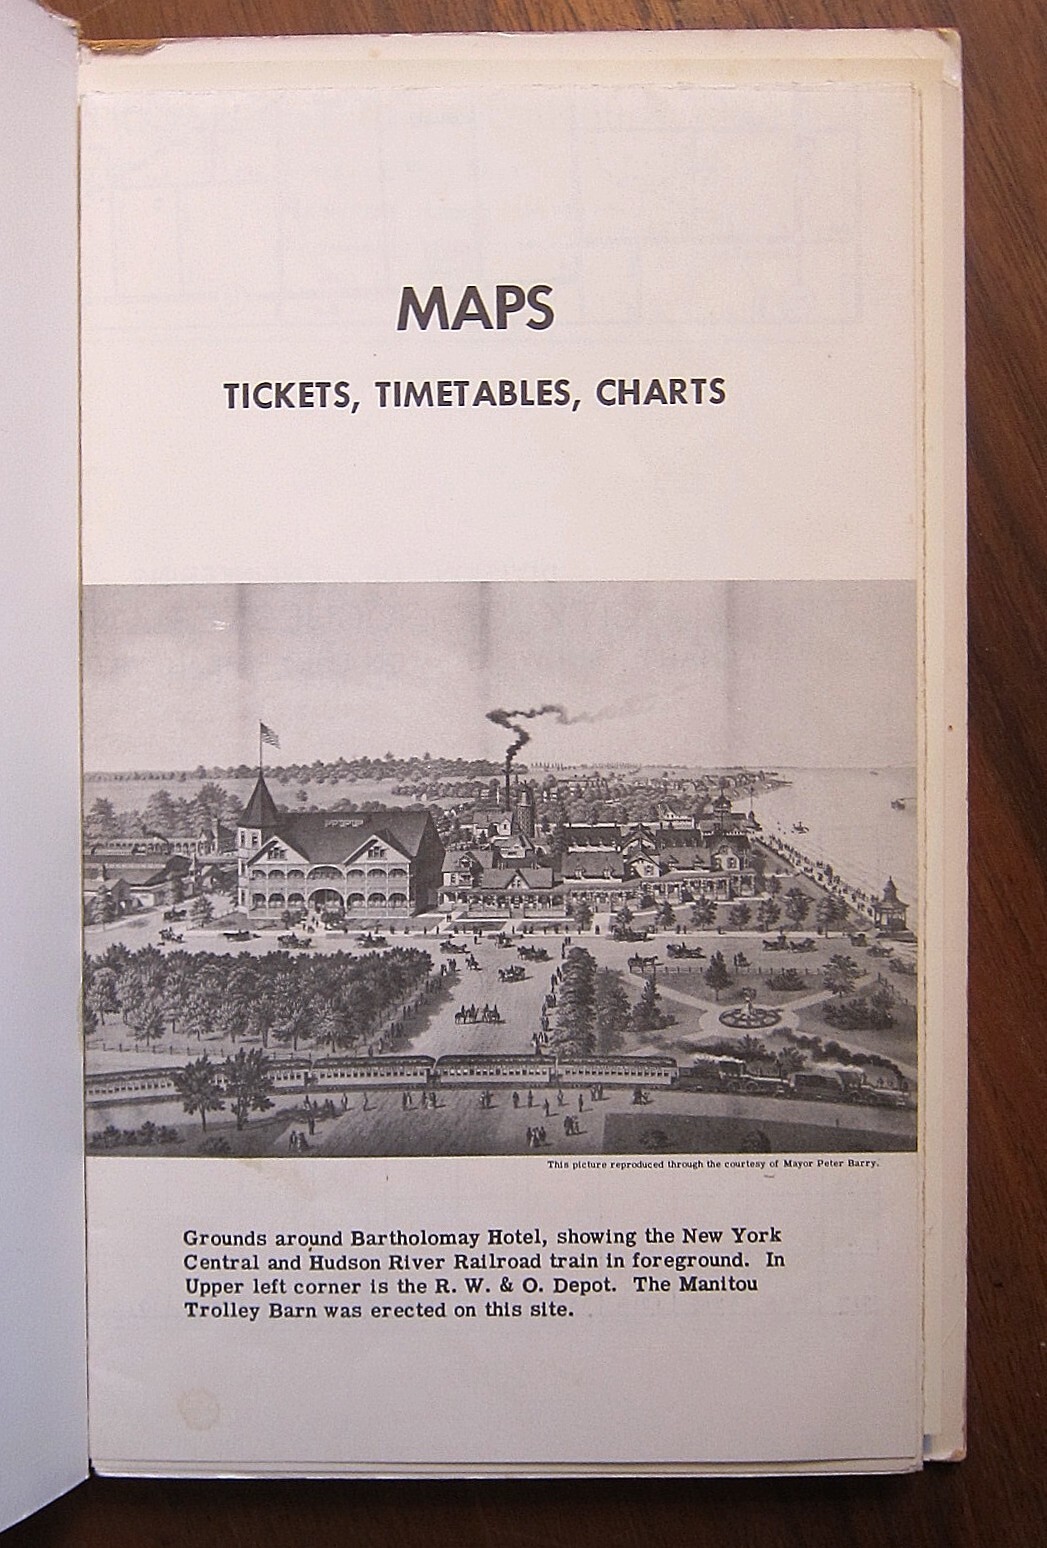 MAPS
TICKETS, TIMETABLES, CHARTS
This picture reproduced through the courtesy of Mayor Peter Barry.
Grounds around Bartholomay Hotel, showing the New York
Central and Hudson River Railroad train in foreground. In
Upper left corner is the R. W. & O. Depot. The Manitou
Trolley Barn was erected on this site.